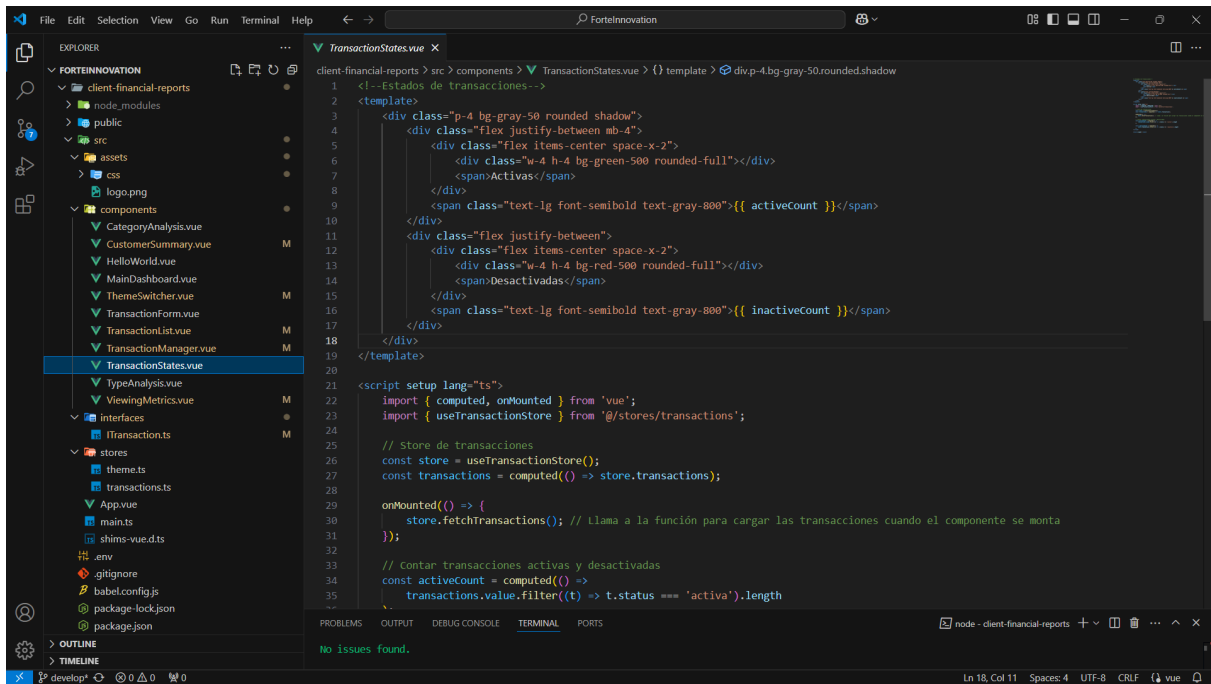 File Edit Selection View Go Run Terminal Help
ForteInnovation
EXPLORER
FORTEINNOVATION
client-financial-reports
node_modules
public
src
assets
css
logo.png
components
CategoryAnalysis.vue
CustomerSummary.vue M
HelloWorld.vue
MainDashboard.vue
ThemeSwitcher.vue M
TransactionForm.vue
TransactionList.vue M
TransactionManager.vue M
TransactionStates.vue
TypeAnalysis.vue
ViewingMetrics.vue M
interfaces
ITransaction.ts M
stores
theme.ts
transactions.ts
App.vue
main.ts
shims-vue.d.ts
.env
.gitignore
babel.config.js
package-lock.json
package.json
OUTLINE
TIMELINE
7
TransactionStates.vue
client-financial-reports > src > components > TransactionStates.vue > {} template > div.p-4.bg-gray-50.rounded.shadow
1 <!--Estados de transacciones-->
2 <template>
3 <div class="p-4 bg-gray-50 rounded shadow">
4 <div class="flex justify-between mb-4">
5 <div class="flex items-center space-x-2">
6 <div class="w-4 h-4 bg-green-500 rounded-full"></div>
7 <span>Activas</span>
8 </div>
9 <span class="text-lg font-semibold text-gray-800">{{ activeCount }}</span>
10 </div>
11 <div class="flex justify-between">
12 <div class="flex items-center space-x-2">
13 <div class="w-4 h-4 bg-red-500 rounded-full"></div>
14 <span>Desactivadas</span>
15 </div>
16 <span class="text-lg font-semibold text-gray-800">{{ inactiveCount }}</span>
17 </div>
18 </div>
19 </template>
20
21 <script setup lang="ts">
22 import { computed, onMounted } from 'vue';
23 import { useTransactionStore } from '@/stores/transactions';
24
25 // Store de transacciones
26 const store = useTransactionStore();
27 const transactions = computed(() => store.transactions);
28
29 onMounted(() => {
30 store.fetchTransactions(); // Llama a la función para cargar las transacciones cuando el componente se monta
31 });
32
33 // Contar transacciones activas y desactivadas
34 const activeCount = computed(() =>
35 transactions.value.filter((t) => t.status === 'activa').length
PROBLEMS OUTPUT DEBUG CONSOLE TERMINAL PORTS
node - client-financial-reports
No issues found.
develop* 0 0 0 Ln 18, Col 11 Spaces: 4 UTF-8 CRLF vue